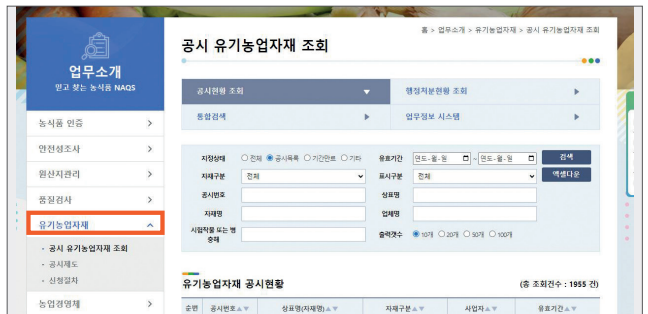 홈 > 업무소개 > 유기농업자재 > 공시 유기농업자재 조회
공시 유기농업자재 조회
업무소개
믿고 찾는 농식품 NAQS
농식품 인증
안전성조사
원산지관리
품질검사
유기농업자재
- 공시 유기농업자재 조회
- 공시제도
- 신청절차
농업경영체
공시현황 조회
행정처분현황 조회
통합검색
업무정보 시스템
지정상태 전체 공시목록 기간만료 기타 유효기간 연도-월-일 ~ 연도-월-일 검색
자재구분 전체 표시구분 전체 엑셀다운
공시번호 상표명
자재명 업체명
시험작물 또는 병해충 출력갯수 10개 20개 50개 100개
유기농업자재 공시현황 (총 조회건수 : 1955 건)
순번 공시번호▲▼ 상표명(자재명)▲▼ 자재구분▲▼ 사업자▲▼ 유효기간▲▼